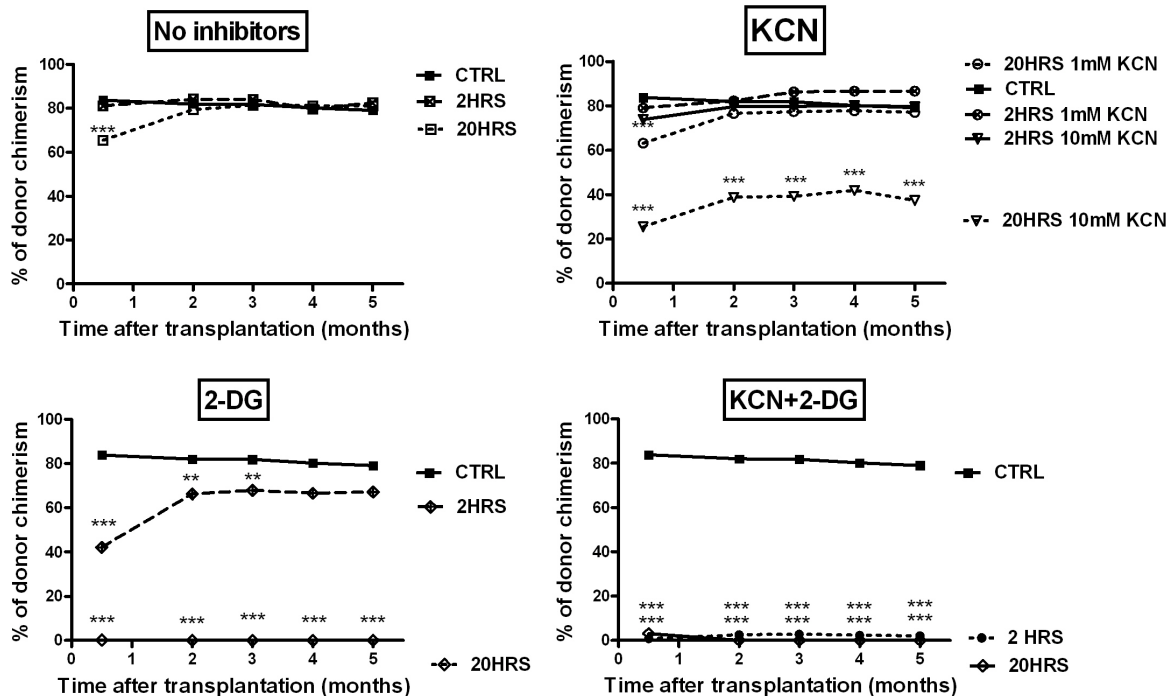 No inhibitors
% of donor chimerism
100
80
60
40
20
0
***
0 1 2 3 4 5
Time after transplantation (months)
CTRL
2HRS
20HRS
KCN
% of donor chimerism
100
80
60
40
20
0
***
***
***
***
***
***
0 1 2 3 4 5
Time after transplantation (months)
20HRS 1mM KCN
CTRL
2HRS 1mM KCN
2HRS 10mM KCN
20HRS 10mM KCN
2-DG
% of donor chimerism
100
80
60
40
20
0
***
** **
*** *** *** *** ***
0 1 2 3 4 5
Time after transplantation (months)
CTRL
2HRS
20HRS
KCN+2-DG
% of donor chimerism
100
80
60
40
20
0
*** *** *** *** ***
*** *** *** *** ***
0 1 2 3 4 5
Time after transplantation (months)
CTRL
2 HRS
20HRS